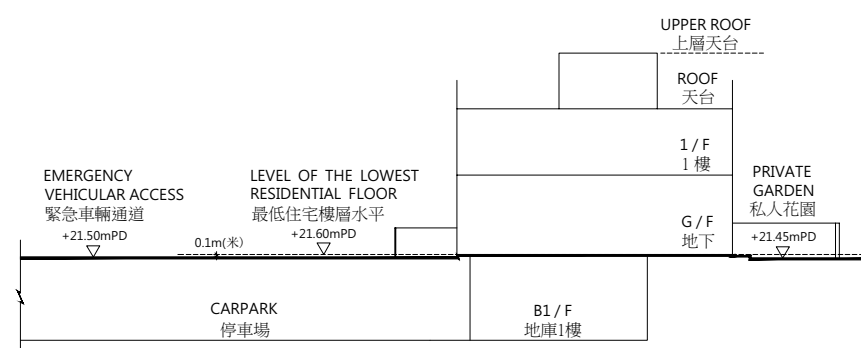 UPPER ROOF
上層天台
ROOF
天台
1 / F
1 樓
EMERGENCY
VEHICULAR ACCESS
緊急車輛通道
+21.50mPD
0.1m(米)
LEVEL OF THE LOWEST
RESIDENTIAL FLOOR
最低住宅樓層水平
+21.60mPD
G / F
地下
PRIVATE
GARDEN
私人花園
+21.45mPD
CARPARK
停車場
B1 / F
地庫1樓